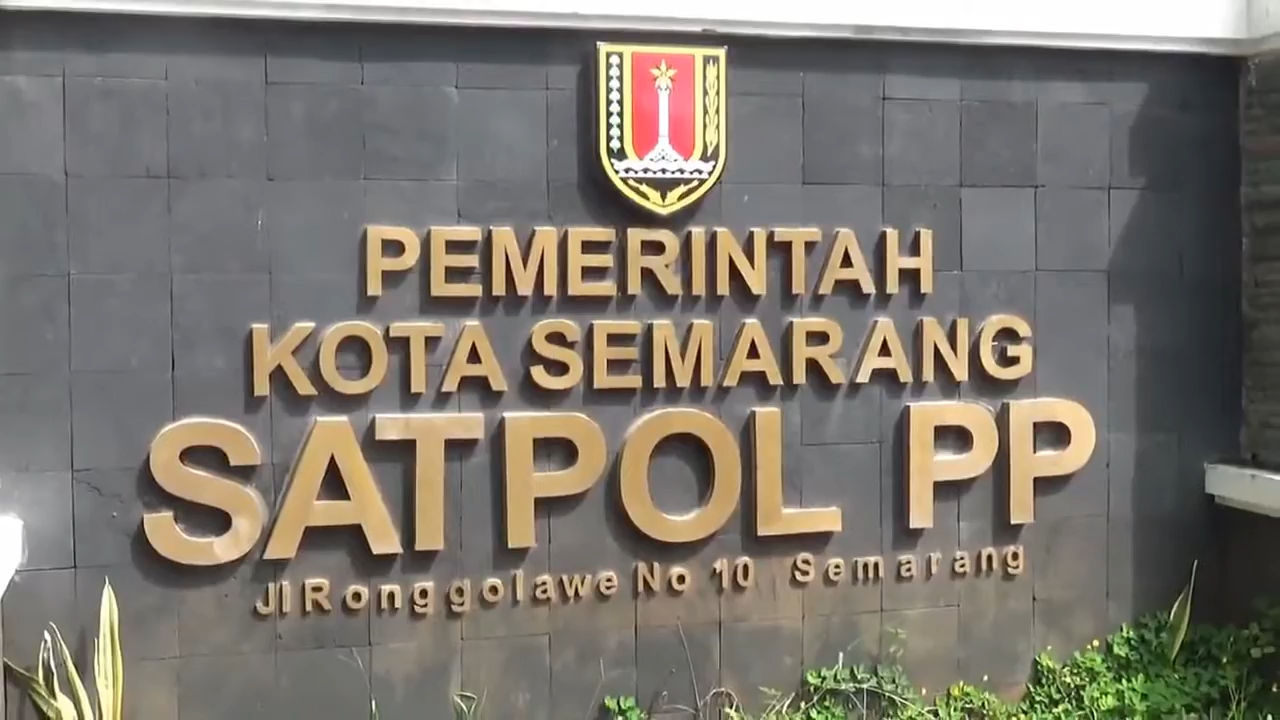 PEMERINTAH
KOTA SEMARANG
SATPOL PP
Jl Ronggolawe No 10 Semarang